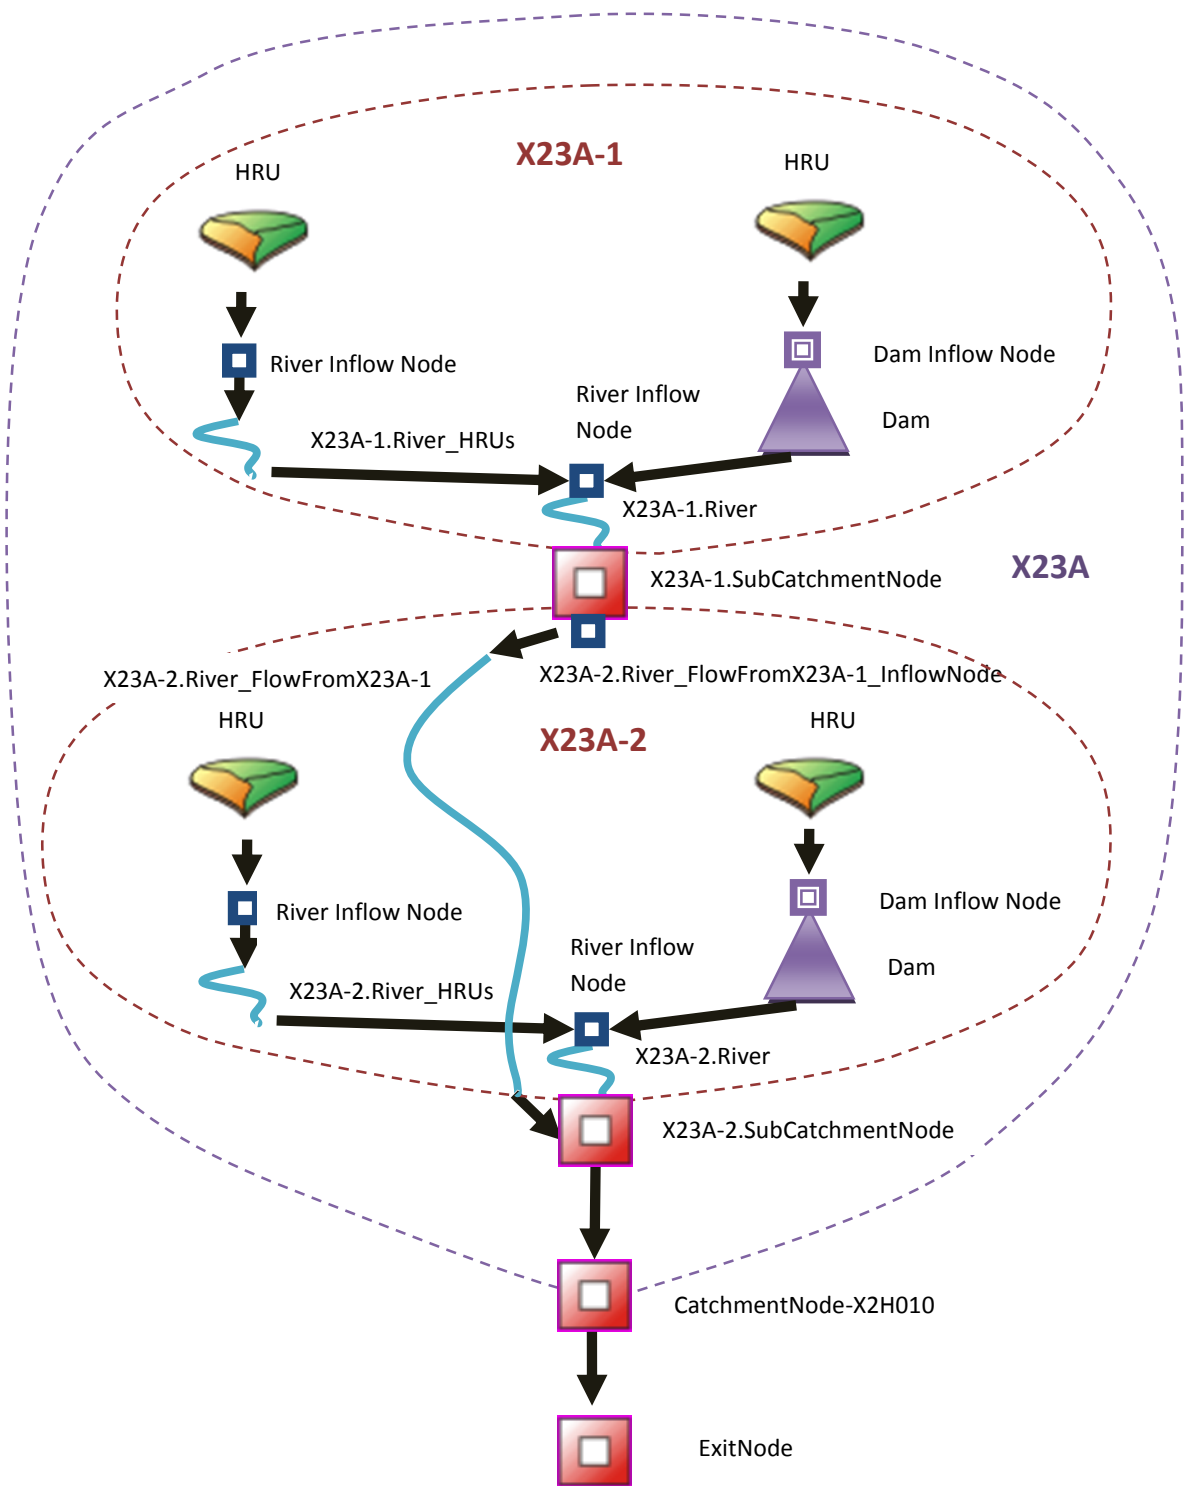 X23A-1
HRU
HRU
River Inflow Node
Dam Inflow Node
River Inflow
Node
Dam
X23A-1.River_HRUs
X23A-1.River
X23A-1.SubCatchmentNode
X23A
X23A-2.River_FlowFromX23A-1
X23A-2.River_FlowFromX23A-1_InflowNode
HRU
X23A-2
HRU
River Inflow Node
Dam Inflow Node
River Inflow
Node
Dam
X23A-2.River_HRUs
X23A-2.River
X23A-2.SubCatchmentNode
CatchmentNode-X2H010
ExitNode